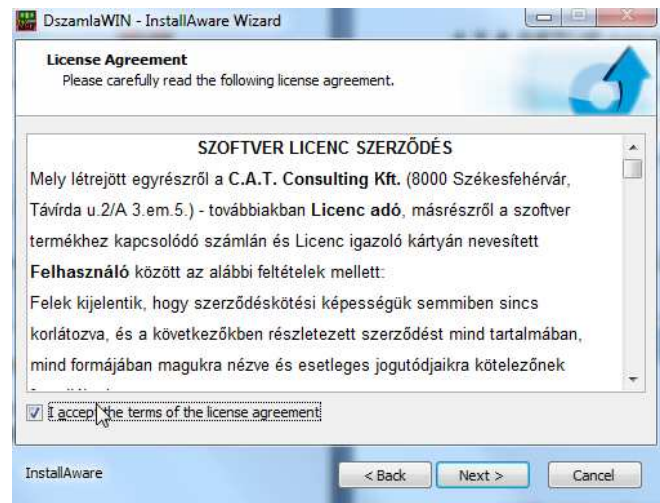 DszamlaWIN - InstallAware Wizard
License Agreement
Please carefully read the following license agreement.
SZOFTVER LICENC SZERZŐDÉS
Mely létrejött egyrészről a C.A.T. Consulting Kft. (8000 Székesfehérvár,
Távírda u.2/A 3.em.5.) - továbbiakban Licenc adó, másrészről a szoftver
termékhez kapcsolódó számlán és Licenc igazoló kártyán nevesített
Felhasználó között az alábbi feltételek mellett:
Felek kijelentik, hogy szerződéskötési képességük semmiben sincs
korlátozva, és a következőkben részletezett szerződést mind tartalmában,
mind formájában magukra nézve és esetleges jogutódjaikra kötelezőnek
I accept the terms of the license agreement
InstallAware
< Back
Next >
Cancel